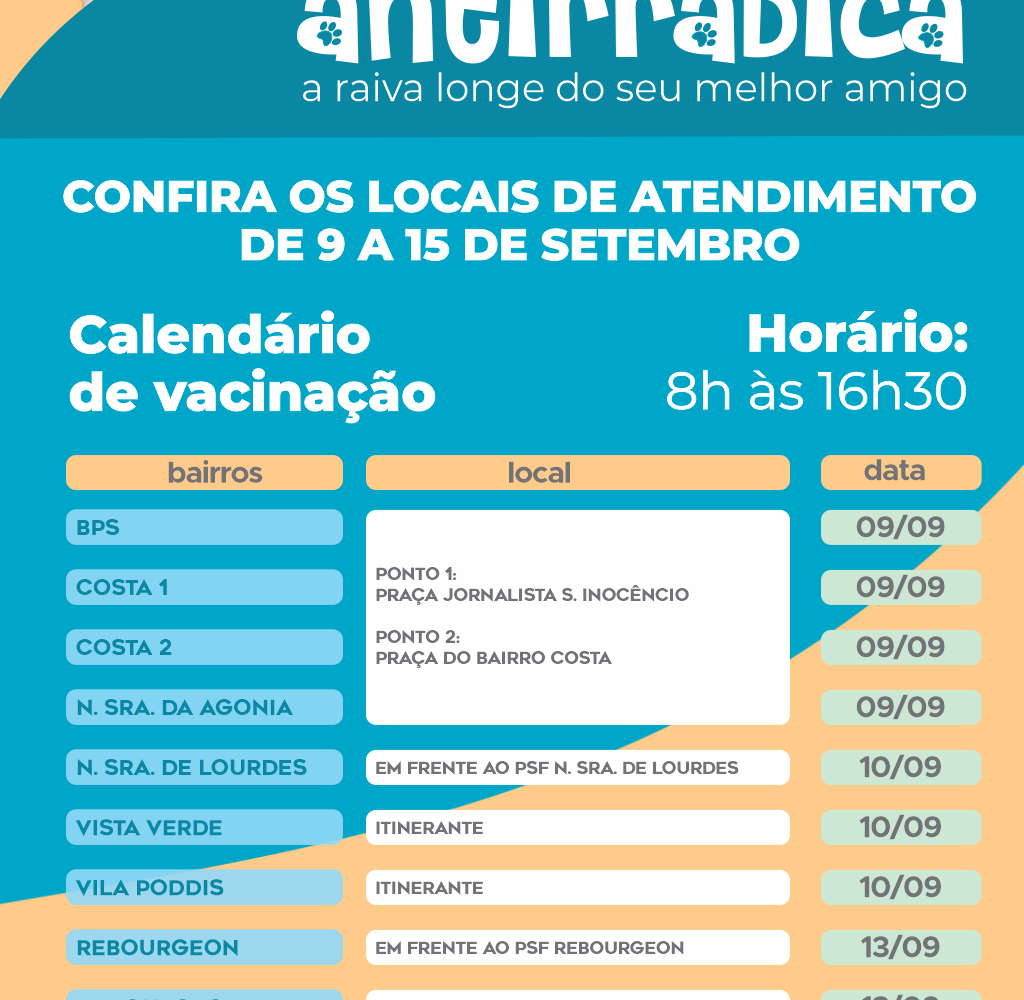 antirrábica
a raiva longe do seu melhor amigo
CONFIRA OS LOCAIS DE ATENDIMENTO
DE 9 A 15 DE SETEMBRO
Calendário
de vacinação
Horário:
8h às 16h30
bairros local data
BPS 09/09
PONTO 1:
COSTA 1 PRAÇA JORNALISTA S. INOCÊNCIO 09/09
PONTO 2:
COSTA 2 PRAÇA DO BAIRRO COSTA 09/09
N. SRA. DA AGONIA 09/09
N. SRA. DE LOURDES EM FRENTE AO PSF N. SRA. DE LOURDES 10/09
VISTA VERDE ITINERANTE 10/09
VILA PODDIS ITINERANTE 10/09
REBOURGEON EM FRENTE AO PSF REBOURGEON 13/09